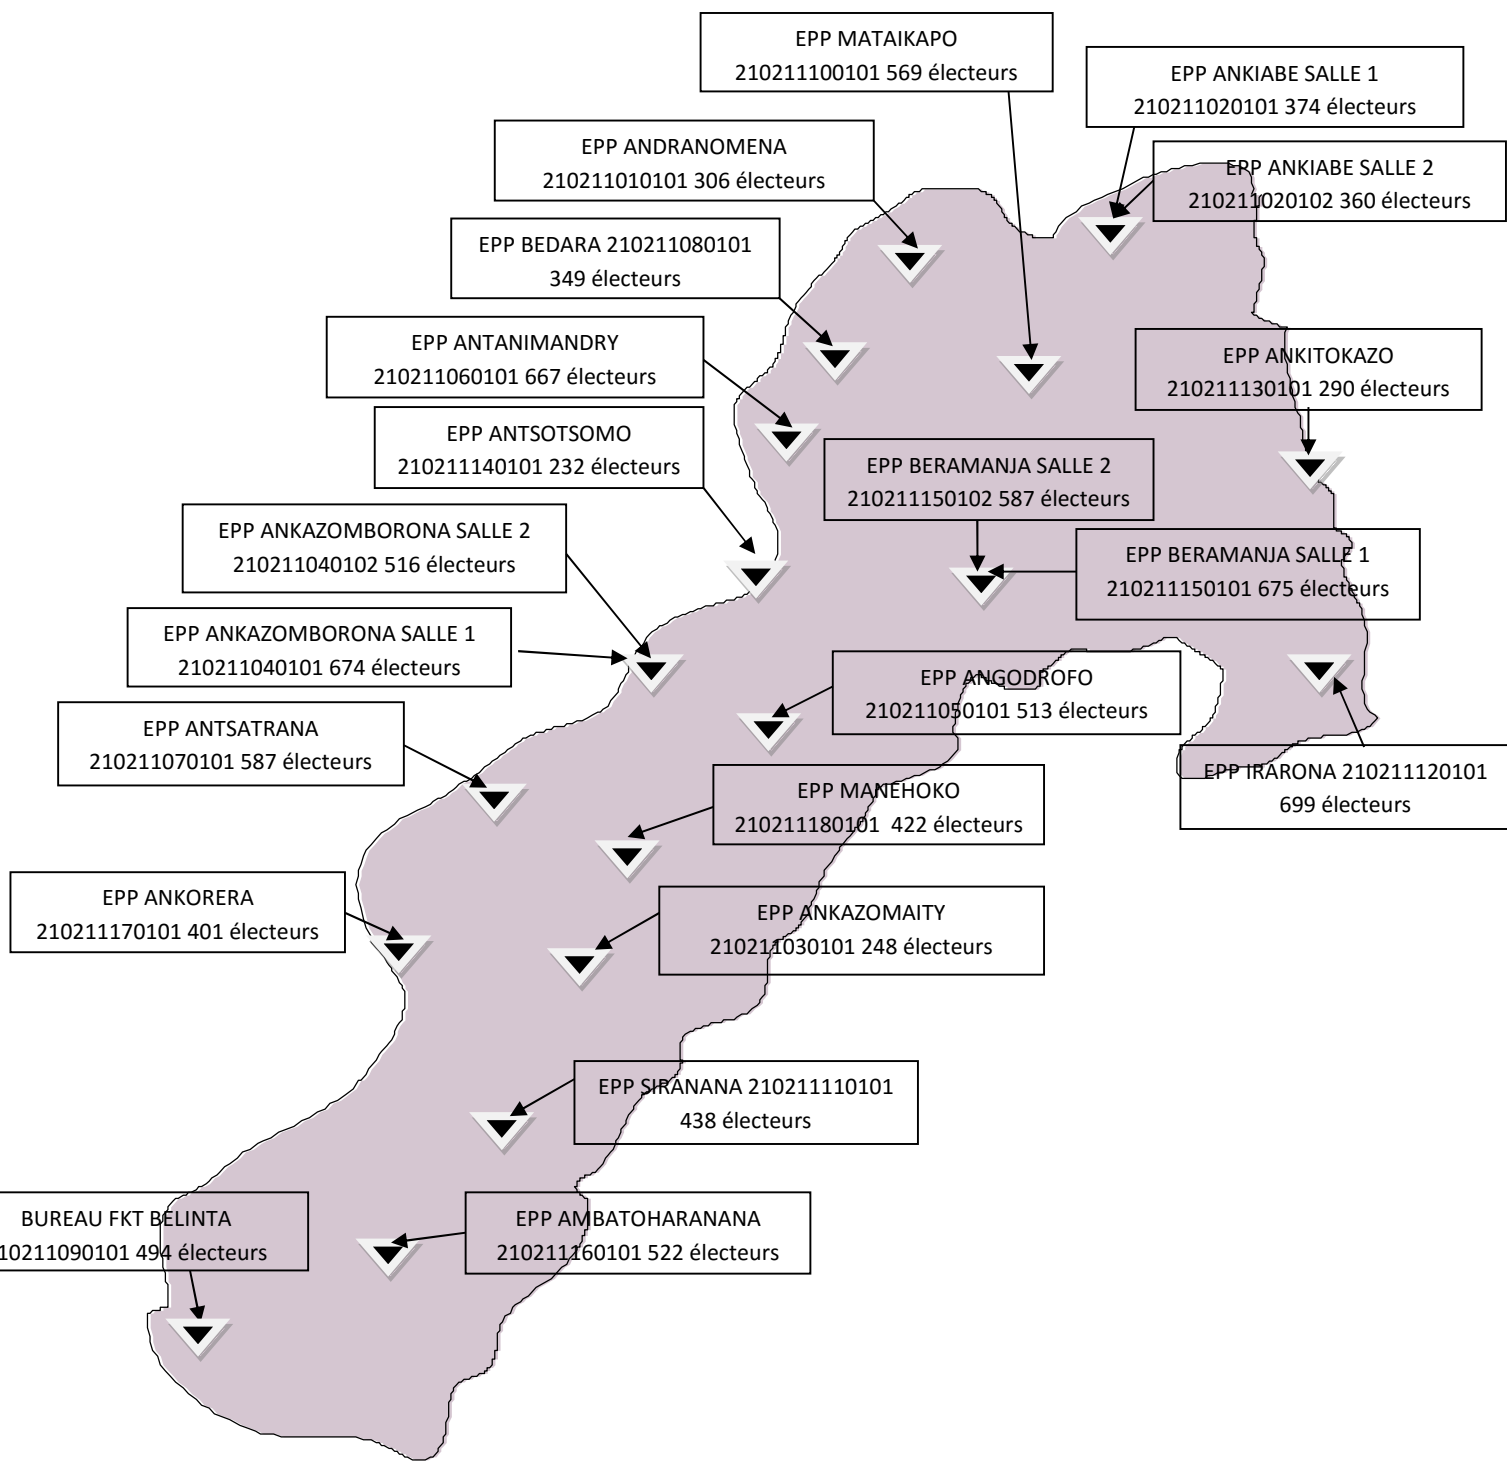 EPP MATAIKAPO
210211100101 569 électeurs
EPP ANKIABE SALLE 1
210211020101 374 électeurs
EPP ANDRANOMENA
210211010101 306 électeurs
EPP ANKIABE SALLE 2
210211020102 360 électeurs
EPP BEDARA 210211080101
349 électeurs
EPP ANTANIMANDRY
210211060101 667 électeurs
EPP ANKITOKAZO
210211130101 290 électeurs
EPP ANTSOTSOMO
210211140101 232 électeurs
EPP BERAMANJA SALLE 2
210211150102 587 électeurs
EPP ANKAZOMBORONA SALLE 2
210211040102 516 électeurs
EPP BERAMANJA SALLE 1
210211150101 675 électeurs
EPP ANKAZOMBORONA SALLE 1
210211040101 674 électeurs
EPP ANGODROFO
210211050101 513 électeurs
EPP ANTSATRANA
210211070101 587 électeurs
EPP IRARONA 210211120101
699 électeurs
EPP MANEHOKO
210211180101  422 électeurs
EPP ANKORERA
210211170101 401 électeurs
EPP ANKAZOMAITY
210211030101 248 électeurs
EPP SIRANANA 210211110101
438 électeurs
BUREAU FKT BELINTA
10211090101 494 électeurs
EPP AMBATOHARANANA
210211160101 522 électeurs